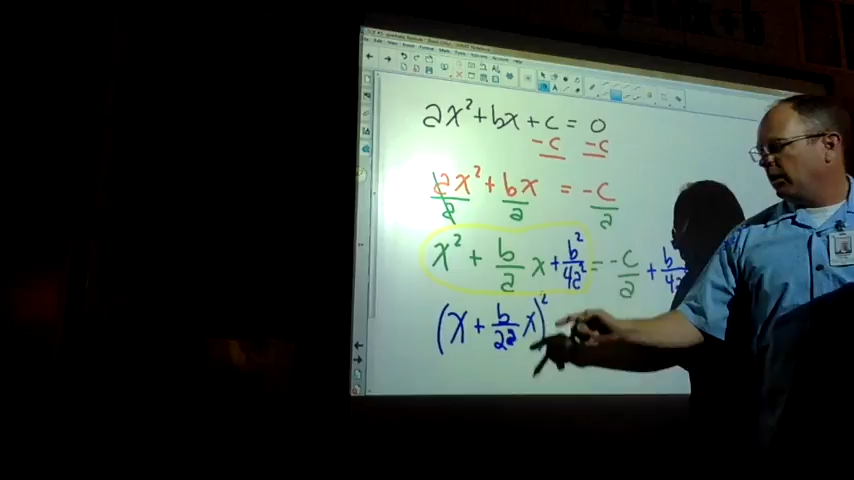 ax² + bx + c = 0
-c -c
ax²/a + bx/a = -c/a
x² + b/a x + b²/4a² = -c/a + b/4a
(x + b/2a x)²